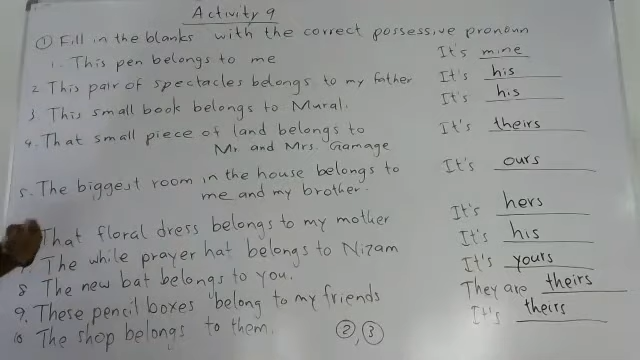 Activity 9
① Fill in the blanks with the correct possessive pronoun
1. This pen belongs to me It's mine
2. This pair of spectacles belongs to my father It's his
3. This small book belongs to Mural. It's his
4. That small piece of land belongs to It's theirs
Mr. and Mrs. Gamage
5. The biggest room in the house belongs to It's ours
me and my brother.
That floral dress belongs to my mother It's hers
The while prayer hat belongs to Nizam It's his
8 The new bat belongs to you. It's yours
9. These pencil boxes belong to my friends They are theirs
10 The shop belongs to them. It's theirs
②, ③